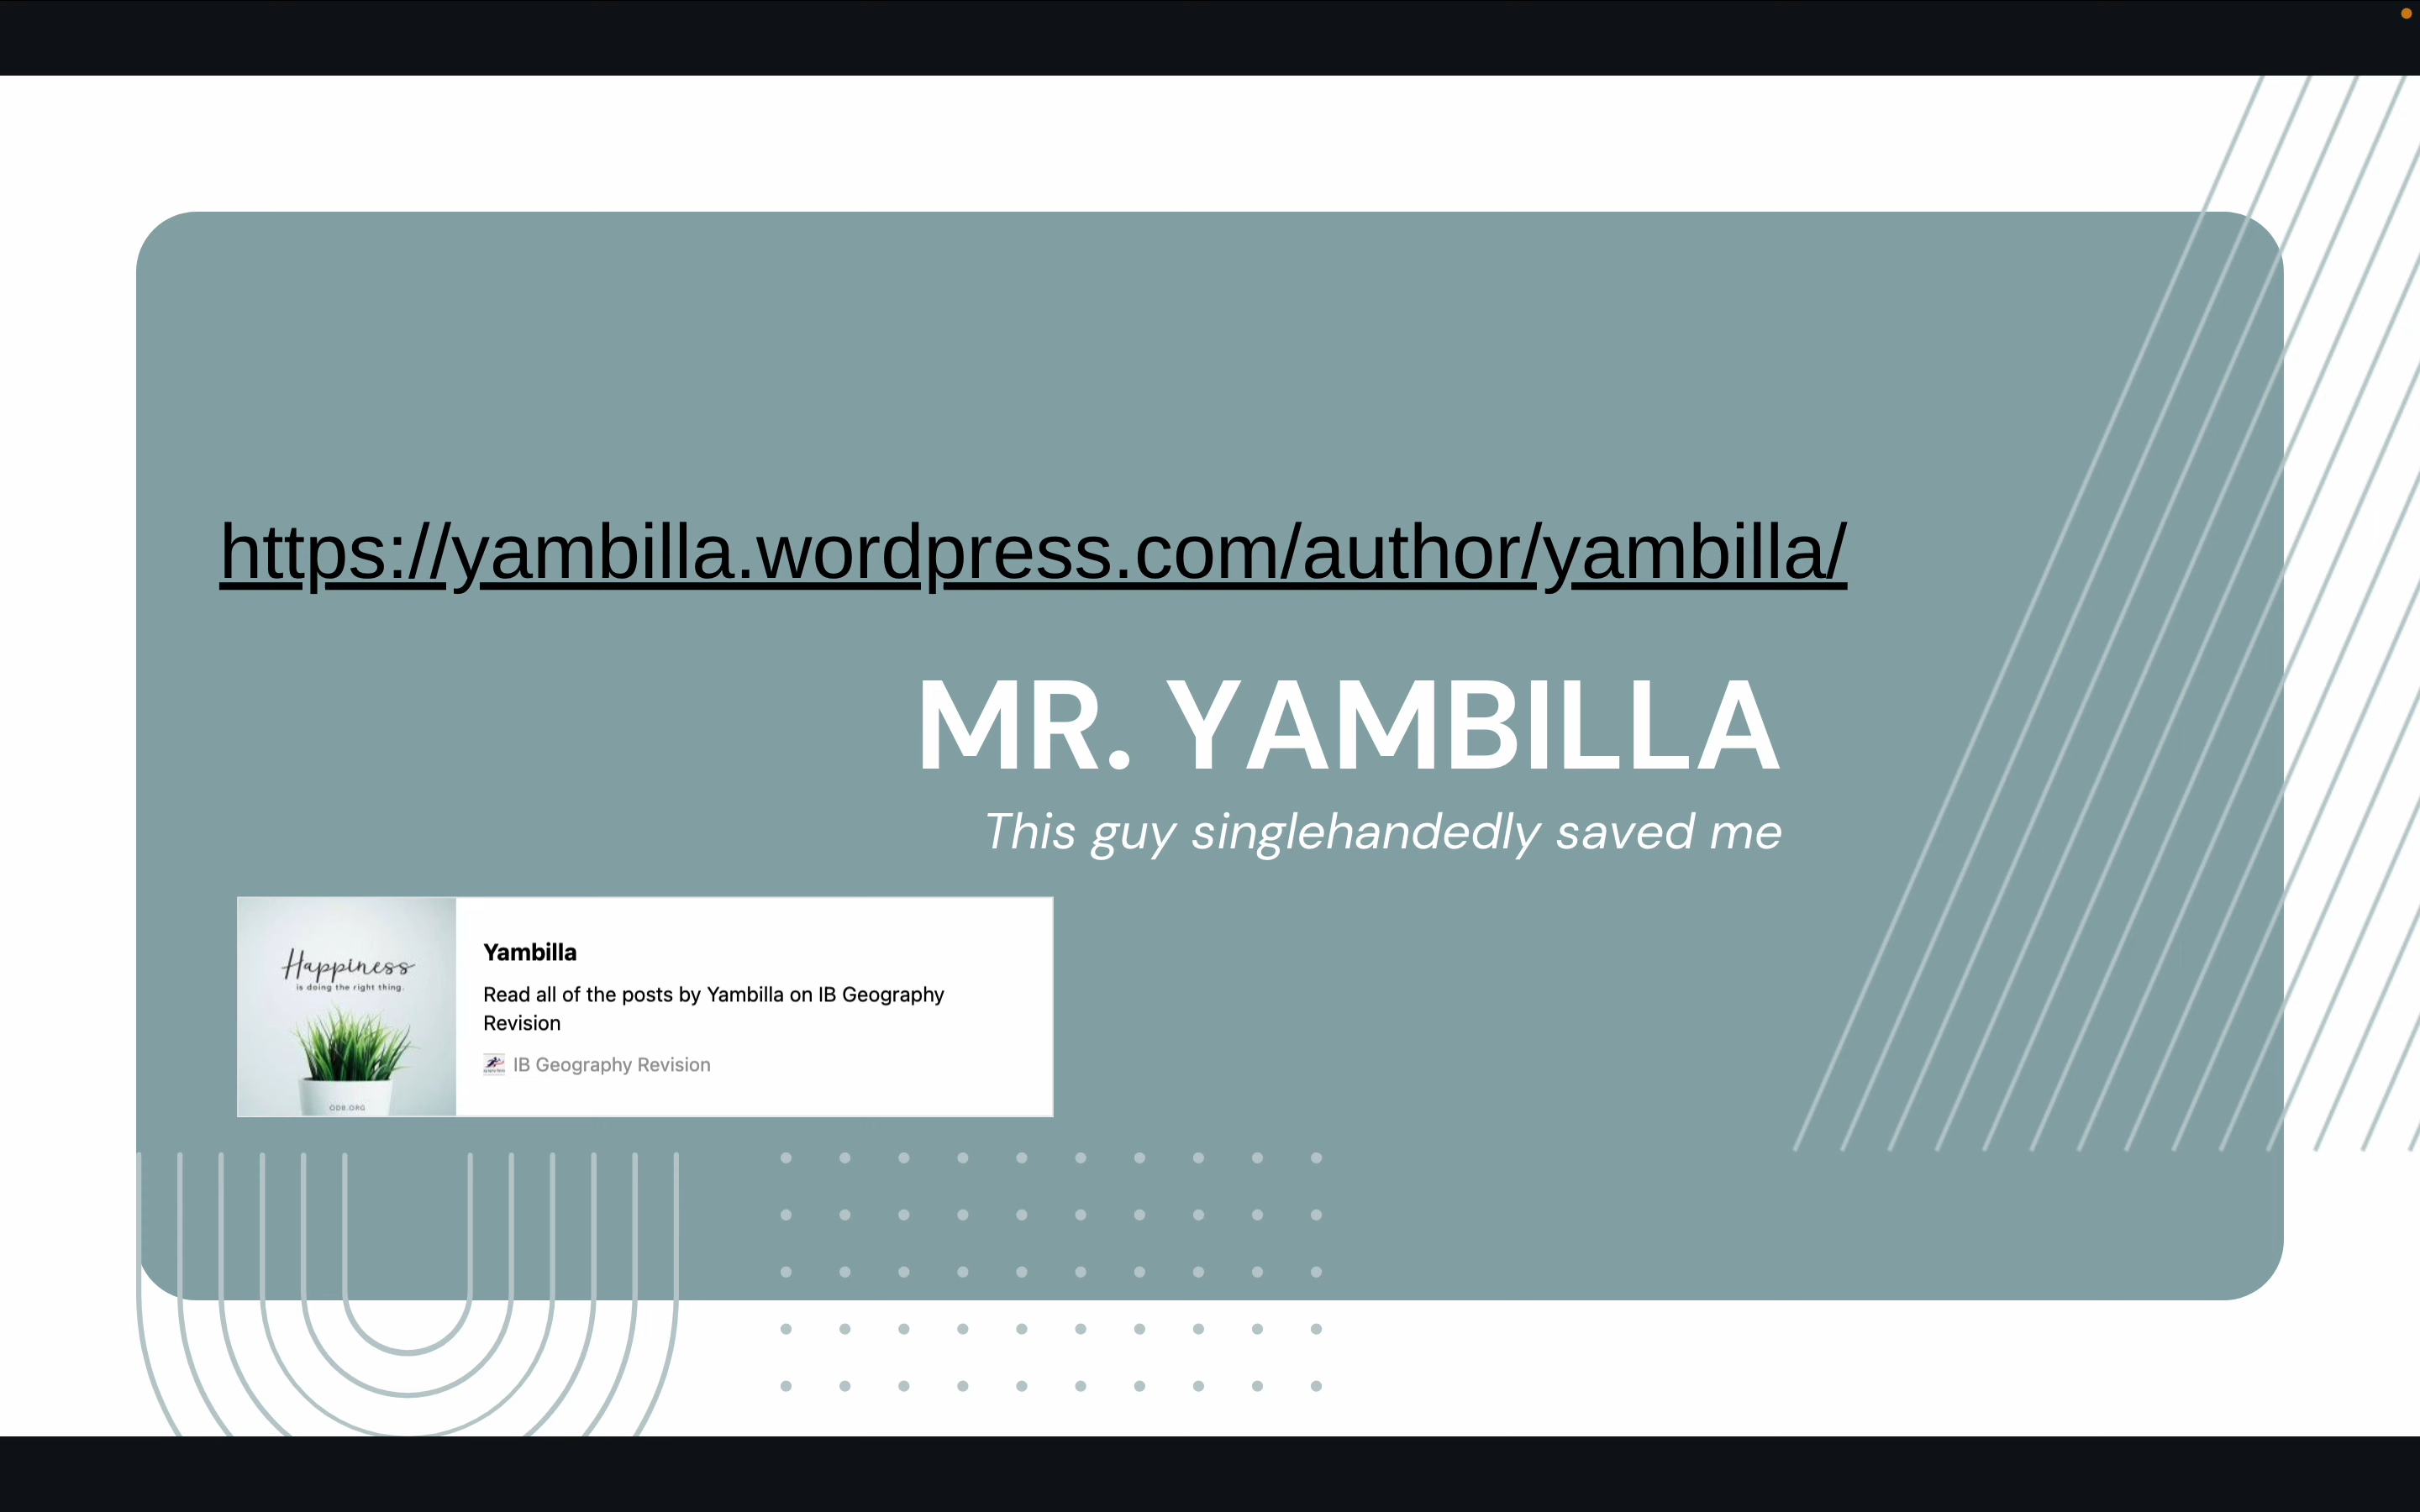 https://yambilla.wordpress.com/author/yambilla/
MR. YAMBILLA
This guy singlehandedly saved me
Happiness
is doing the right thing.
ODB.ORG
Yambilla
Read all of the posts by Yambilla on IB Geography
Revision
IB Geography Revision